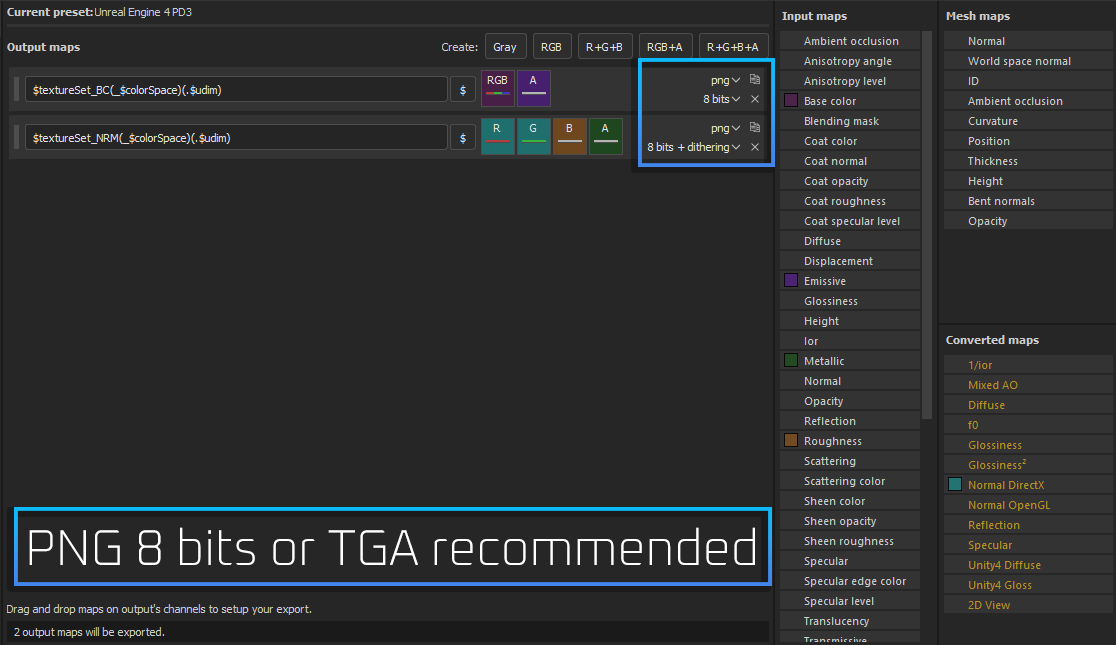 Current preset: Unreal Engine 4 PD3
Output maps
Create: Gray RGB R+G+B RGB+A R+G+B+A
$textureSet_BC(_$colorSpace)(.$udim) $ RGB A png 8 bits
$textureSet_NRM(_$colorSpace)(.$udim) $ R G B A png 8 bits + dithering
PNG 8 bits or TGA recommended
Drag and drop maps on output's channels to setup your export.
2 output maps will be exported.
Input maps
Ambient occlusion
Anisotropy angle
Anisotropy level
Base color
Blending mask
Coat color
Coat normal
Coat opacity
Coat roughness
Coat specular level
Diffuse
Displacement
Emissive
Glossiness
Height
Ior
Metallic
Normal
Opacity
Reflection
Roughness
Scattering
Scattering color
Sheen color
Sheen opacity
Sheen roughness
Specular
Specular edge color
Specular level
Translucency
Transmissive
Mesh maps
Normal
World space normal
ID
Ambient occlusion
Curvature
Position
Thickness
Height
Bent normals
Opacity
Converted maps
1/ior
Mixed AO
Diffuse
f0
Glossiness
Glossiness²
Normal DirectX
Normal OpenGL
Reflection
Specular
Unity4 Diffuse
Unity4 Gloss
2D View